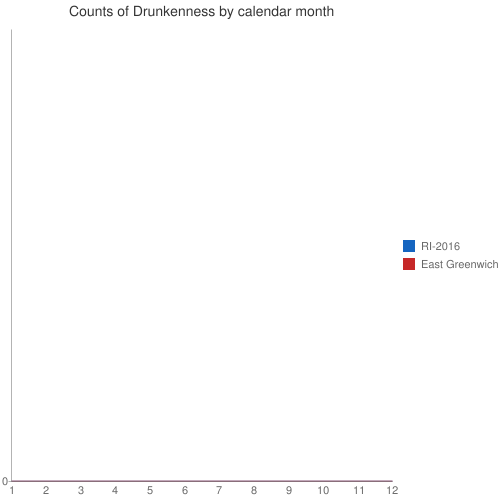 Counts of Drunkenness by calendar month
RI-2016
East Greenwich
0
1 2 3 4 5 6 7 8 9 10 11 12